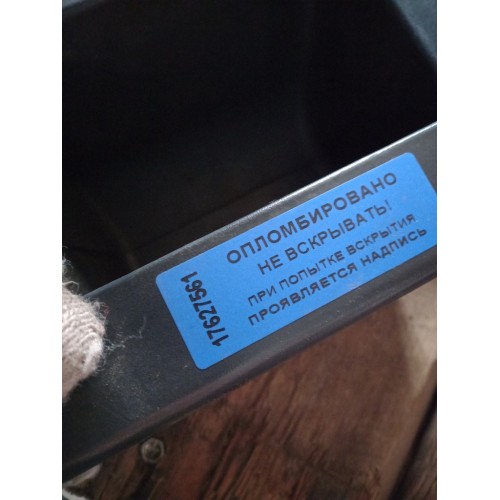 ОПЛОМБИРОВАНО
НЕ ВСКРЫВАТЬ!
ПРИ ПОПЫТКЕ ВСКРЫТИЯ
ПРОЯВЛЯЕТСЯ НАДПИСЬ
17627561